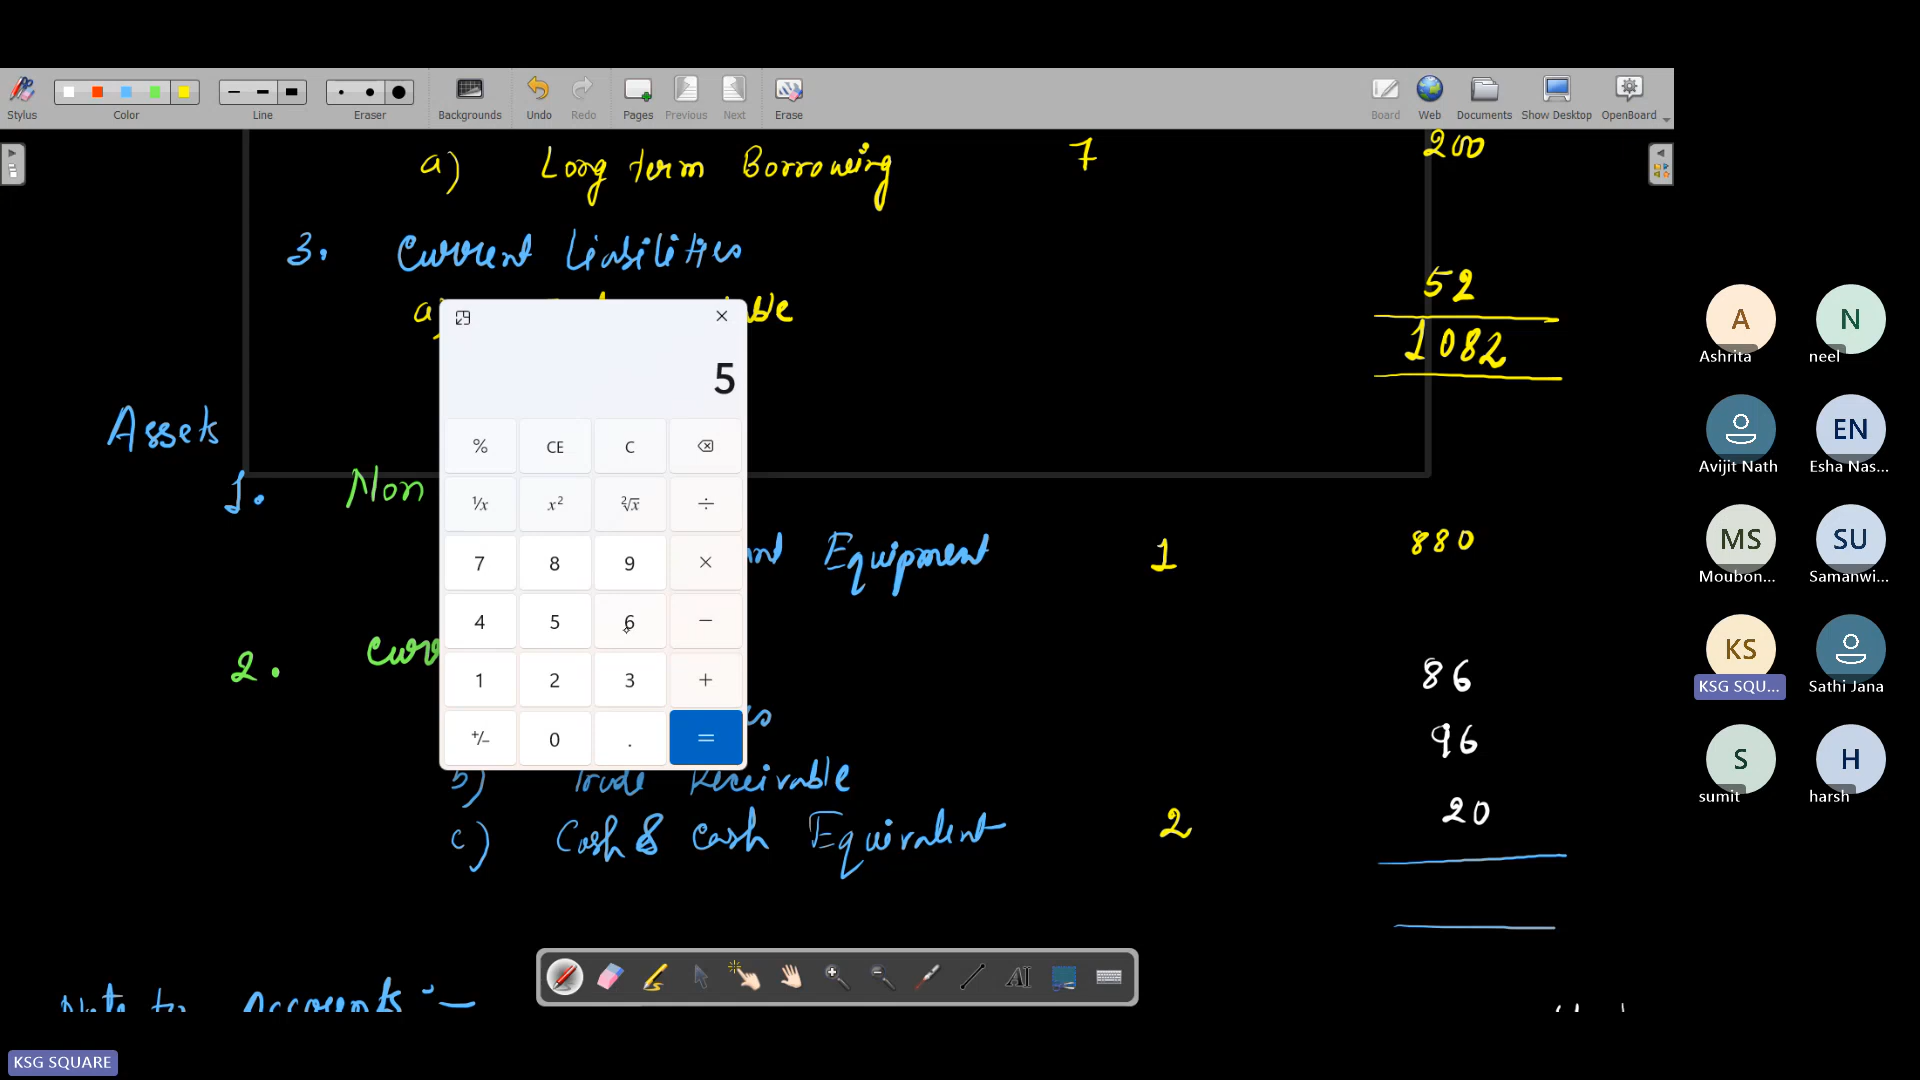 Stylus Color Line Eraser Backgrounds Undo Redo Pages Previous Next Erase Board Web Documents Show Desktop OpenBoard
a) Long term Borrowing 7 200
3. Current Liabilities
a) 52
1082
5
% CE C
¹/x x² ²√x ÷
7 8 9 ×
4 5 6 −
1 2 3 +
+/− 0 . =
Assets
1. Non
Equipment 1 880
2. Curr
86
96
b) Trade Receivable
c) Cash & Cash Equivalent 2 20
Note to Accounts :-
A N
Ashrita neel
EN
Avijit Nath Esha Nas...
MS SU
Moubon... Samanwi...
KS
KSG SQU... Sathi Jana
S H
sumit harsh
AI
KSG SQUARE